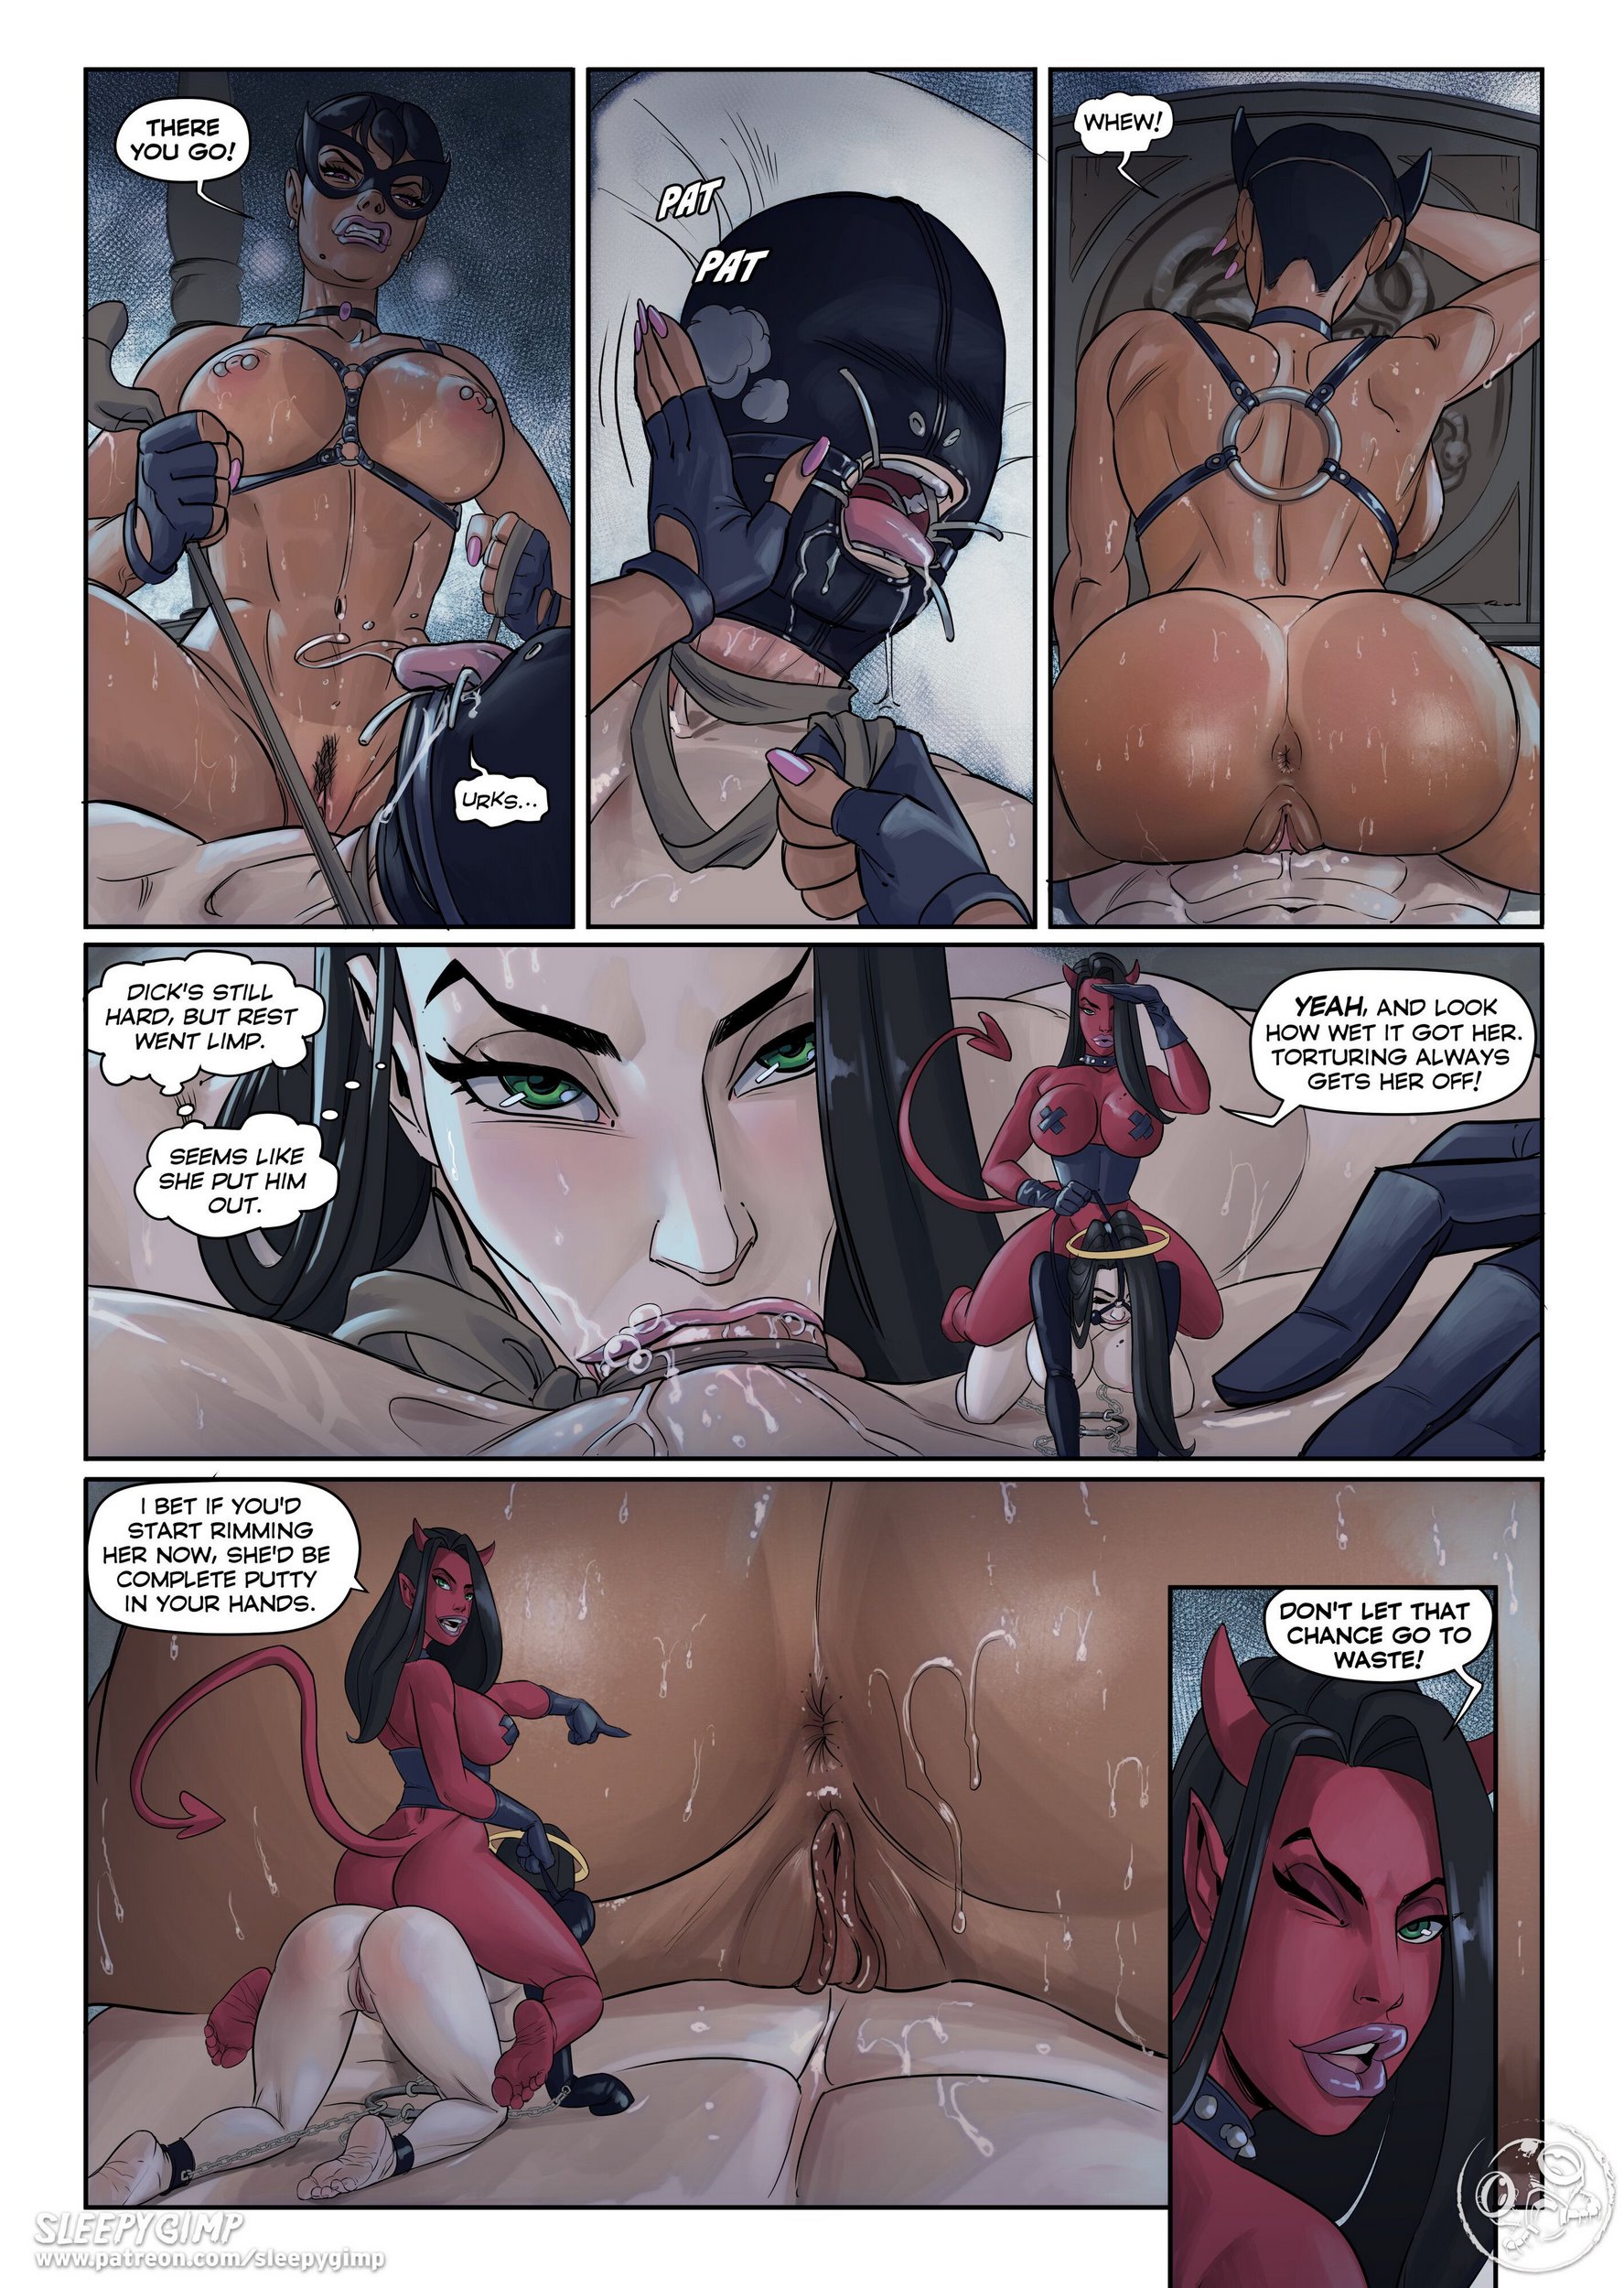 THERE
YOU GO!
URKS...
PAT
PAT
WHEW!
DICK'S STILL
HARD, BUT REST
WENT LIMP.
SEEMS LIKE
SHE PUT HIM
OUT.
YEAH, AND LOOK
HOW WET IT GOT HER.
TORTURING ALWAYS
GETS HER OFF!
I BET IF YOU'D
START RIMMING
HER NOW, SHE'D BE
COMPLETE PUTTY
IN YOUR HANDS.
DON'T LET THAT
CHANCE GO TO
WASTE!
SLEEPYGIMP
www.patreon.com/sleepygimp